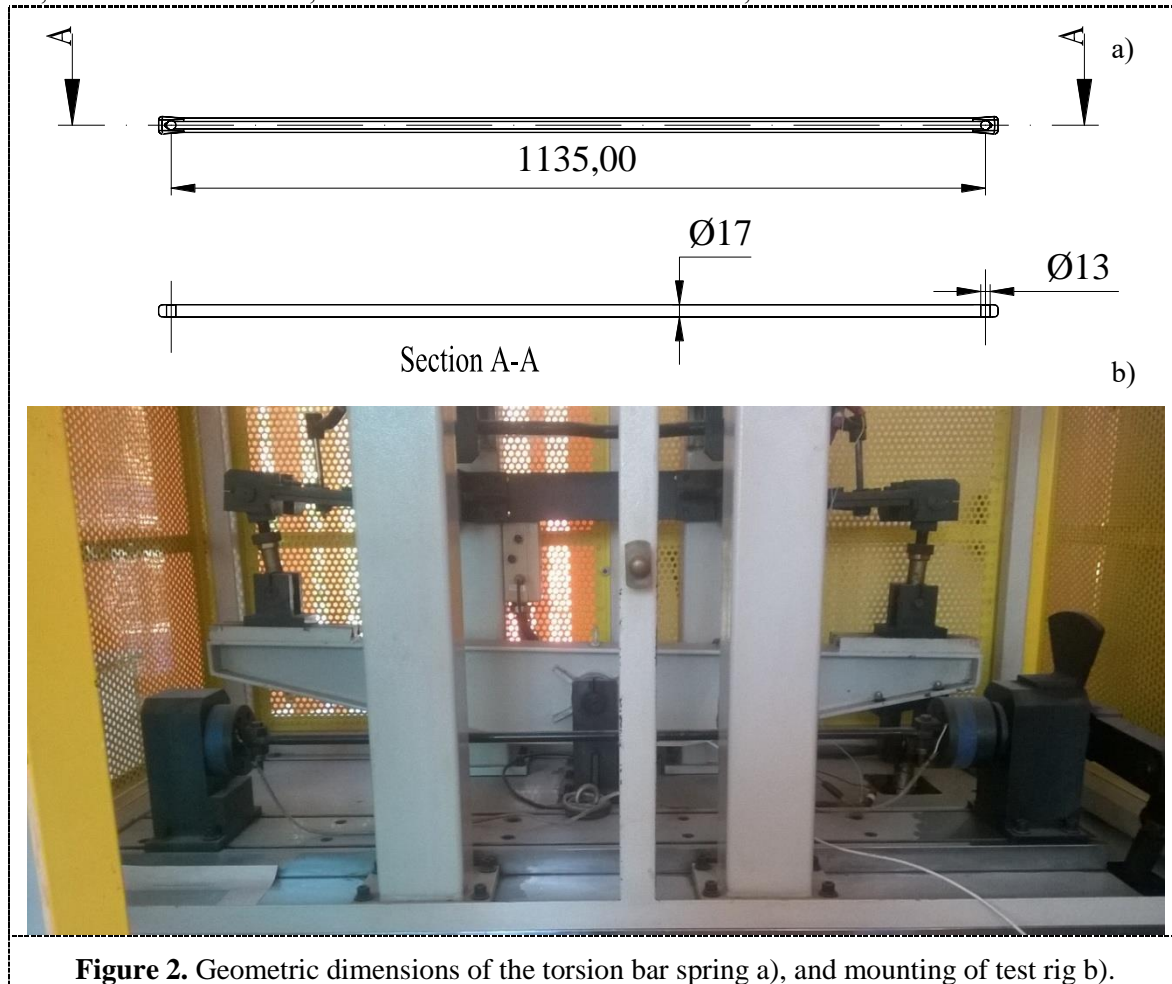 A
A
a)
1135,00
Ø17
Ø13
Section A-A
b)
Figure 2. Geometric dimensions of the torsion bar spring a), and mounting of test rig b).